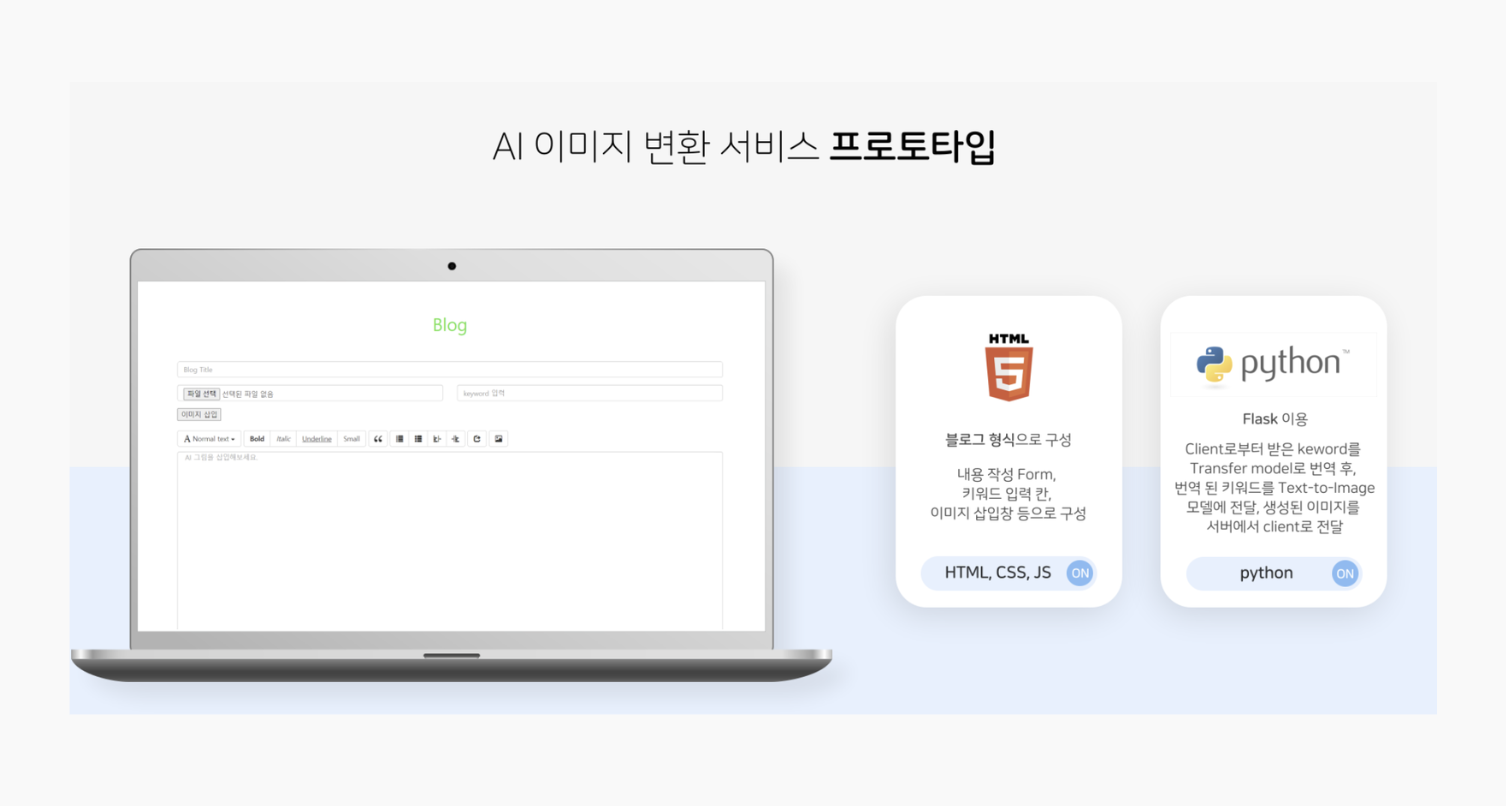 AI 이미지 변환 서비스 프로토타입
Blog
Blog Title
파일 선택 선택된 파일 없음
keyword 입력
이미지 삽입
A Normal text
Bold
Italic
Underline
Small
AI 그림을 삽입해보세요.
HTML
5
블로그 형식으로 구성
내용 작성 Form,
키워드 입력 칸,
이미지 삽입창 등으로 구성
HTML, CSS, JS ON
python™
Flask 이용
Client로부터 받은 keword를
Transfer model로 번역 후,
번역 된 키워드를 Text-to-Image
모델에 전달, 생성된 이미지를
서버에서 client로 전달
python ON